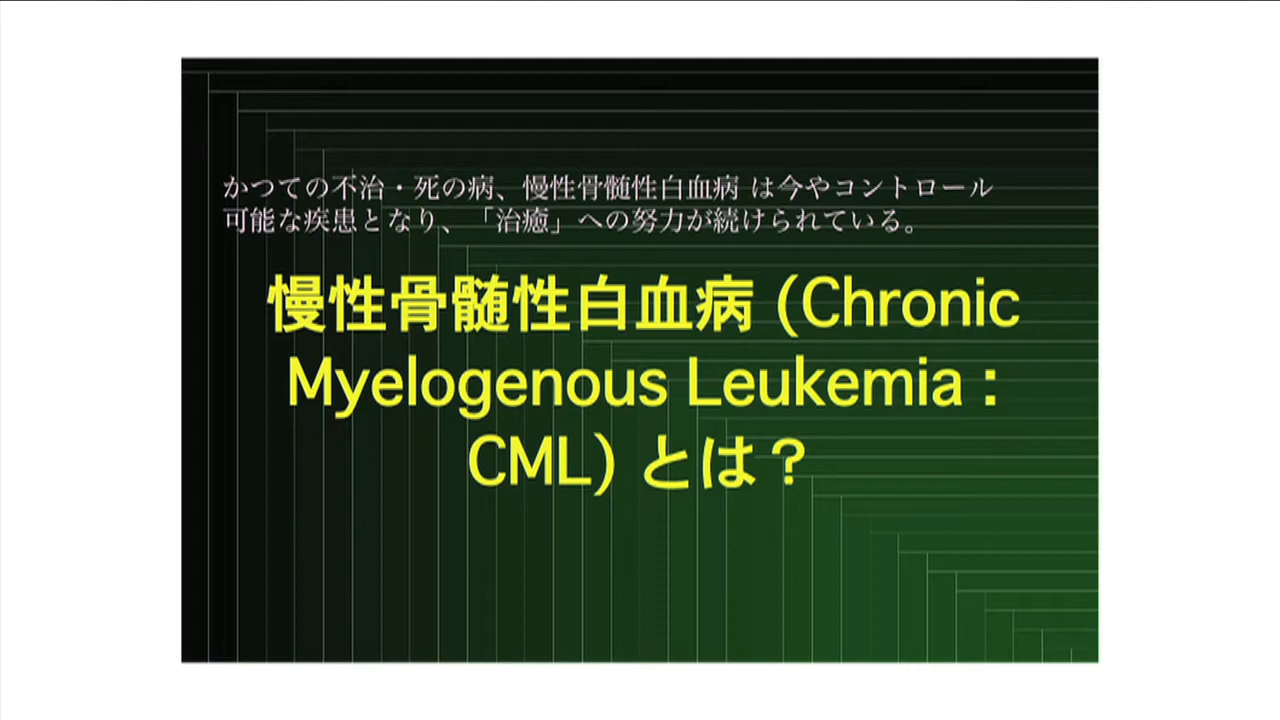 かつての不治・死の病、慢性骨髄性白血病 は今やコントロール
可能な疾患となり、「治癒」への努力が続けられている。
慢性骨髄性白血病 (Chronic
Myelogenous Leukemia :
CML) とは？